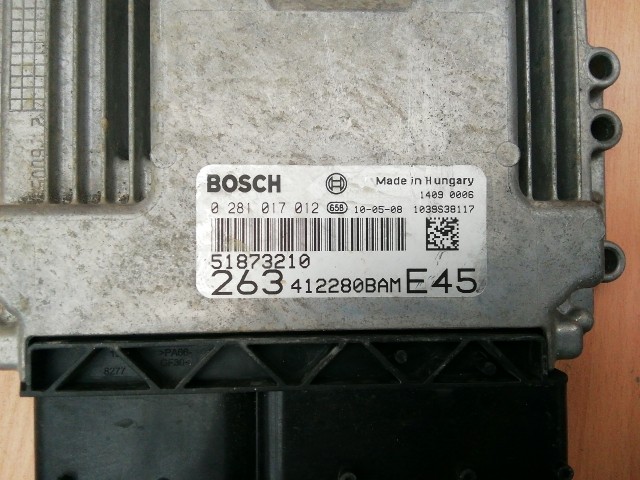 BOSCH Made in Hungary
1409 0006
0 281 017 012 658 10-05-08 1039S38117
51873210
263 412280BAM E45
8277